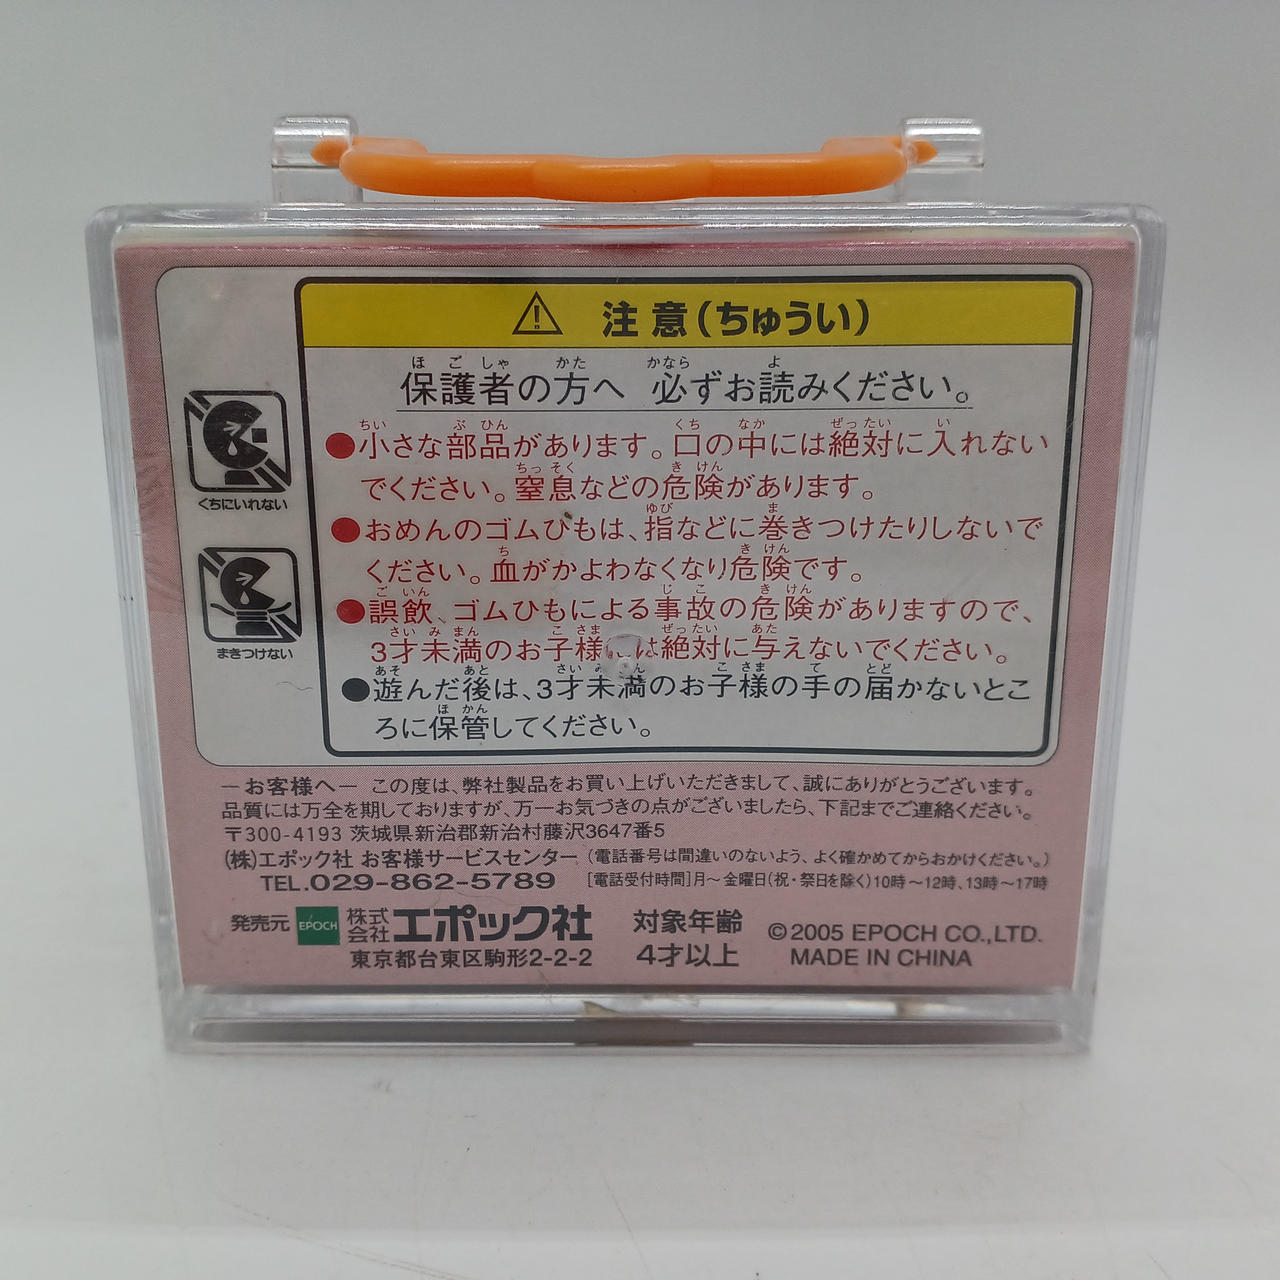 注意(ちゅうい)
保護者の方へ 必ずお読みください。
●小さな部品があります。口の中には絶対に入れない
でください。窒息などの危険があります。
●おめんのゴムひもは、指などに巻きつけたりしないで
ください。血がかよわなくなり危険です。
●誤飲、ゴムひもによる事故の危険がありますので、
3才未満のお子様には絶対に与えないでください。
●遊んだ後は、3才未満のお子様の手の届かないとこ
ろに保管してください。
くちにいれない
まきつけない
—お客様へ— この度は、弊社製品をお買い上げいただきまして、誠にありがとうございます。
品質には万全を期しておりますが、万一お気づきの点がございましたら、下記までご連絡ください。
〒300-4193 茨城県新治郡新治村藤沢3647番5
(株)エポック社 お客様サービスセンター (電話番号は間違いのないよう、よく確かめてからおかけください。)
TEL.029-862-5789 [電話受付時間]月〜金曜日(祝・祭日を除く)10時〜12時、13時〜17時
発売元 EPOCH 株式会社 エポック社
東京都台東区駒形2-2-2
対象年齢
4才以上
©2005 EPOCH CO.,LTD.
MADE IN CHINA